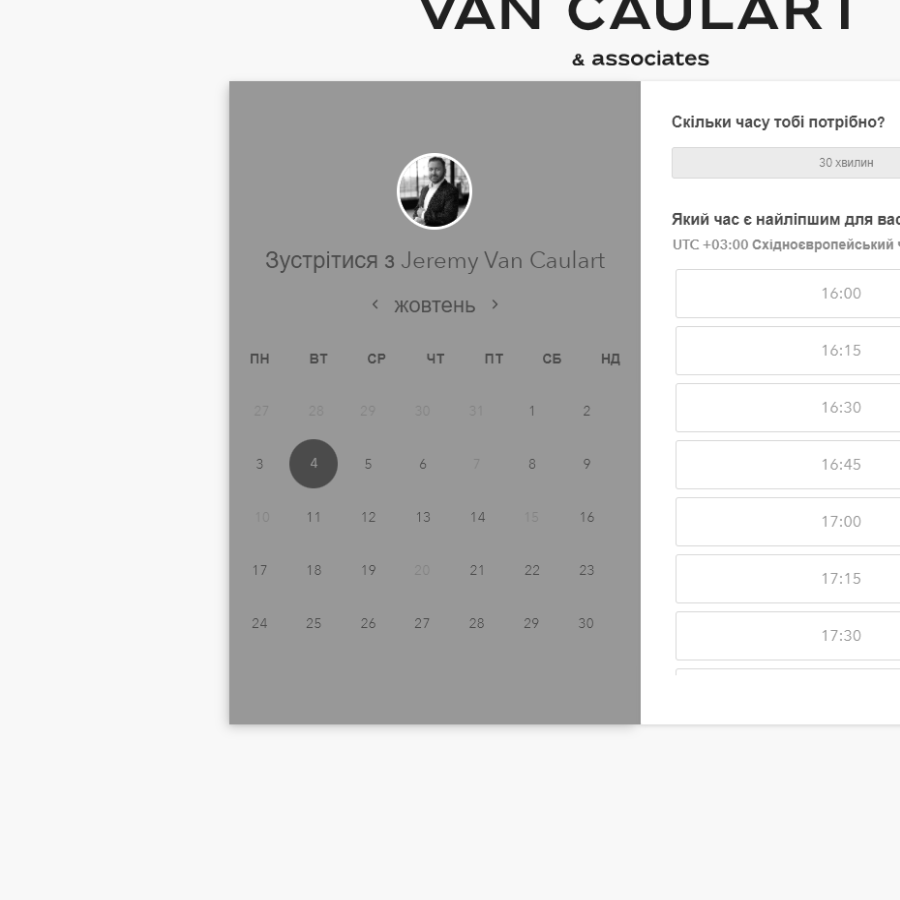 VAN CAULART
& associates
Зустрітися з Jeremy Van Caulart
жовтень
ПН ВТ СР ЧТ ПТ СБ НД
27 28 29 30 31 1 2
3 4 5 6 7 8 9
10 11 12 13 14 15 16
17 18 19 20 21 22 23
24 25 26 27 28 29 30
Скільки часу тобі потрібно?
30 хвилин
Який час є найліпшим для
UTC +03:00 Східноєвропейський
16:00
16:15
16:30
16:45
17:00
17:15
17:30